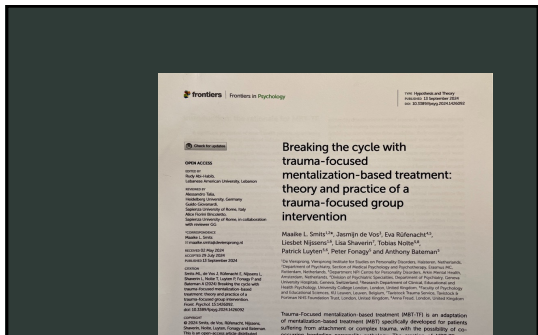 frontiers | Frontiers in Psychology
TYPE Hypothesis and Theory
PUBLISHED 13 September 2024
DOI 10.3389/fpsyg.2024.1426092
Check for updates
OPEN ACCESS
EDITED BY
Rudy Abi-Habib,
Lebanese American University, Lebanon
REVIEWED BY
Alessandro Talia,
Heidelberg University, Germany
Guido Giovanardi,
Sapienza University of Rome, Italy
Alice Fiorini Bincoletto,
Sapienza University of Rome, in collaboration
with reviewer GG
*CORRESPONDENCE
Maaike L. Smits
RECEIVED 02 May 2024
ACCEPTED 29 July 2024
PUBLISHED 13 September 2024
CITATION
Smits ML, de Vos J, Rüfenacht E, Nijssens L,
Shaverin L, Nolte T, Luyten P, Fonagy P and
Bateman A (2024) Breaking the cycle with
trauma-focused mentalization-based
treatment: theory and practice of a
trauma-focused group intervention.
Front. Psychol. 15:1426092.
doi: 10.3389/fpsyg.2024.1426092
COPYRIGHT
© 2024 Smits, de Vos, Rüfenacht, Nijssens,
Shaverin, Nolte, Luyten, Fonagy and Bateman.
This is an open-access article distributed
Breaking the cycle with
trauma-focused
mentalization-based treatment:
theory and practice of a
trauma-focused group
intervention
Maaike L. Smits, Jasmijn de Vos, Eva Rüfenacht,
Liesbet Nijssens, Lisa Shaverin, Tobias Nolte,
Patrick Luyten, Peter Fonagy and Anthony Bateman
Trauma-Focused mentalization-based treatment (MBT-TF) is an adaptation
of mentalization-based treatment (MBT) specifically developed for patients
suffering from attachment or complex trauma, with the possibility of co-